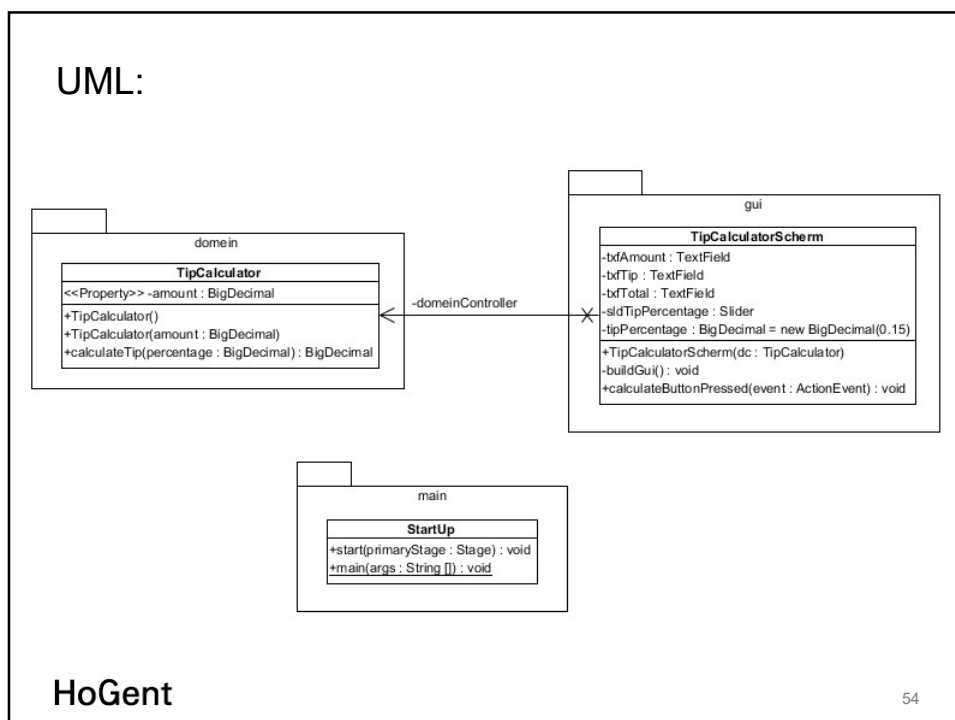 UML:
domein
TipCalculator
<<Property>> -amount : BigDecimal
+TipCalculator()
+TipCalculator(amount : BigDecimal)
+calculateTip(percentage : BigDecimal) : BigDecimal
-domeinController
gui
TipCalculatorScherm
-txfAmount : TextField
-txfTip : TextField
-txfTotal : TextField
-sldTipPercentage : Slider
-tipPercentage : BigDecimal = new BigDecimal(0.15)
+TipCalculatorScherm(dc : TipCalculator)
-buildGui() : void
+calculateButtonPressed(event : ActionEvent) : void
main
StartUp
+start(primaryStage : Stage) : void
+main(args : String []) : void
HoGent
54